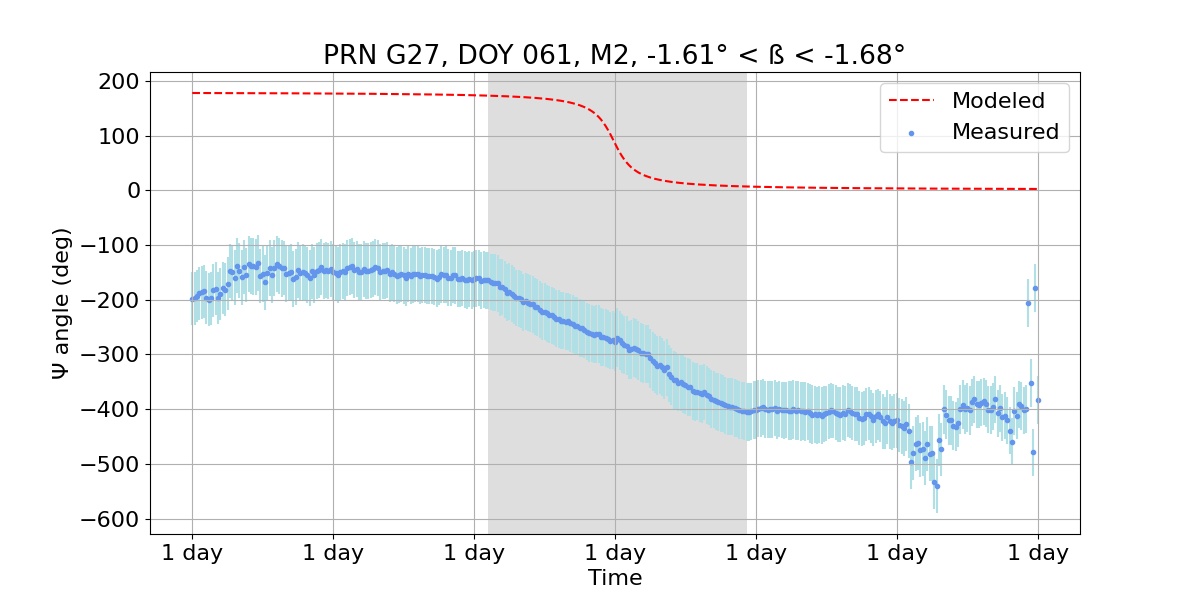 PRN G27, DOY 061, M2, -1.61° < ß < -1.68°
Modeled
Measured
Ψ angle (deg)
200
100
0
−100
−200
−300
−400
−500
−600
1 day 1 day 1 day 1 day 1 day 1 day 1 day
Time